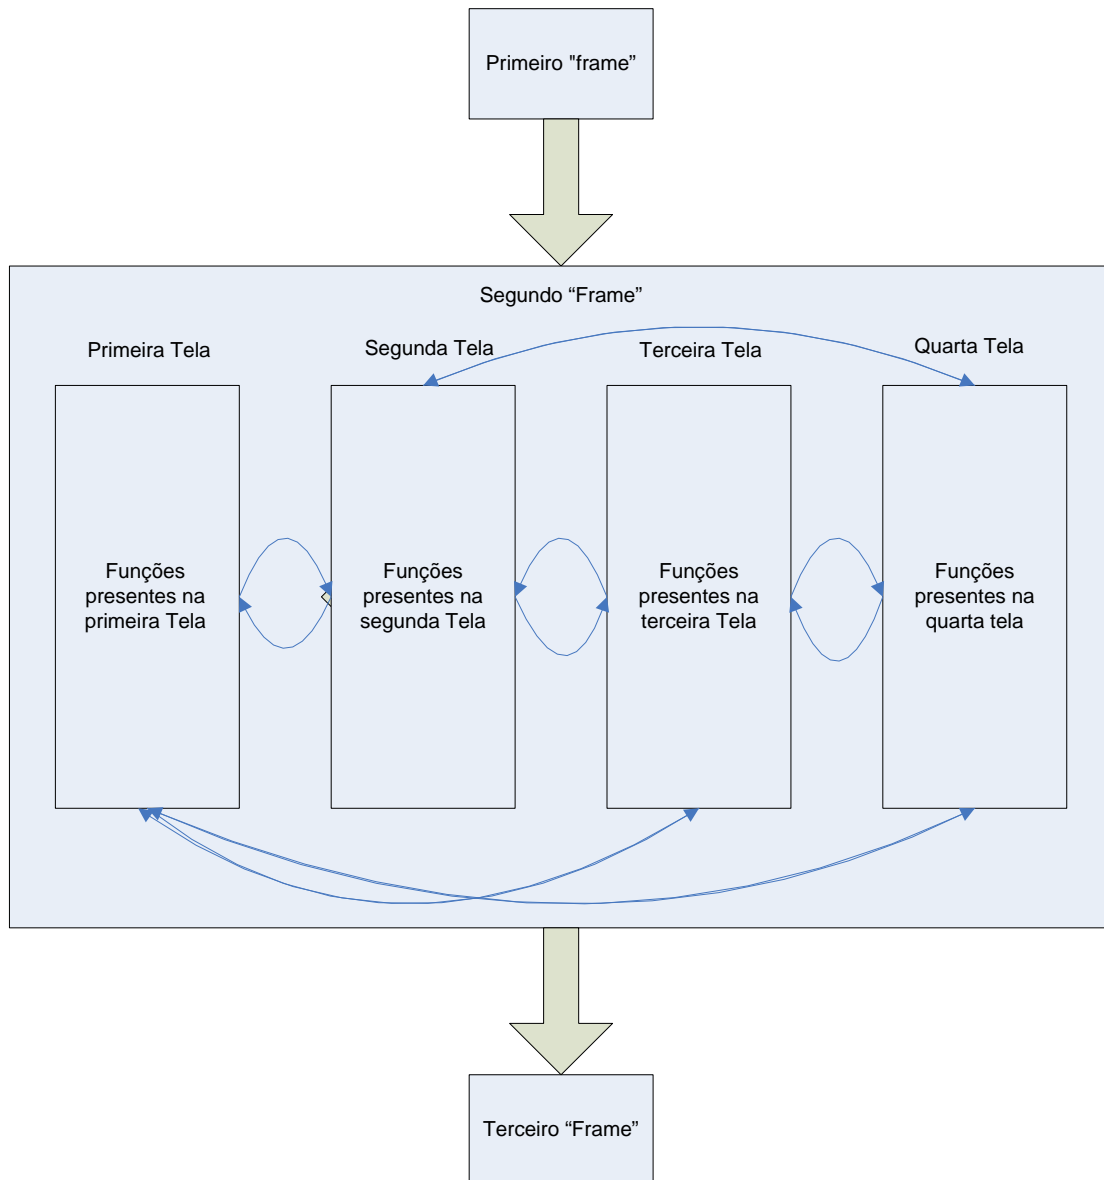 Primeiro "frame”
Segundo “Frame”
Primeira Tela
Segunda Tela
Terceira Tela
Quarta Tela
Funções
presentes na
primeira Tela
Funções
presentes na
segunda Tela
Funções
presentes na
terceira Tela
Funções
presentes na
quarta tela
Terceiro “Frame”